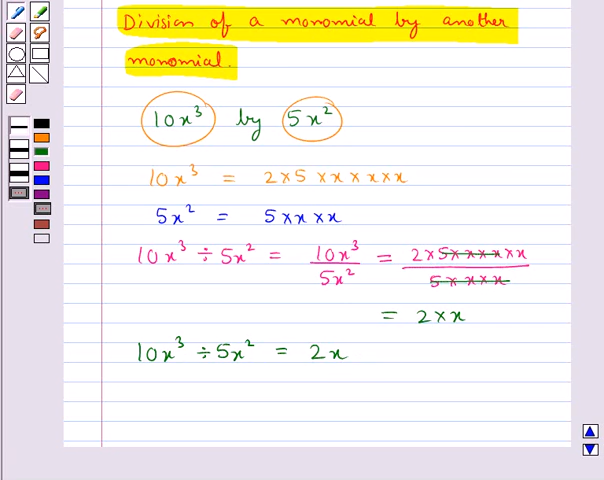 Division of a monomial by another
monomial.
10x³ by 5x²
10x³ = 2×5×x×x×x
5x² = 5×x×x
10x³ ÷ 5x² = 10x³/5x² = 2×5×x×x×x/5×x×x
= 2×x
10x³ ÷ 5x² = 2x